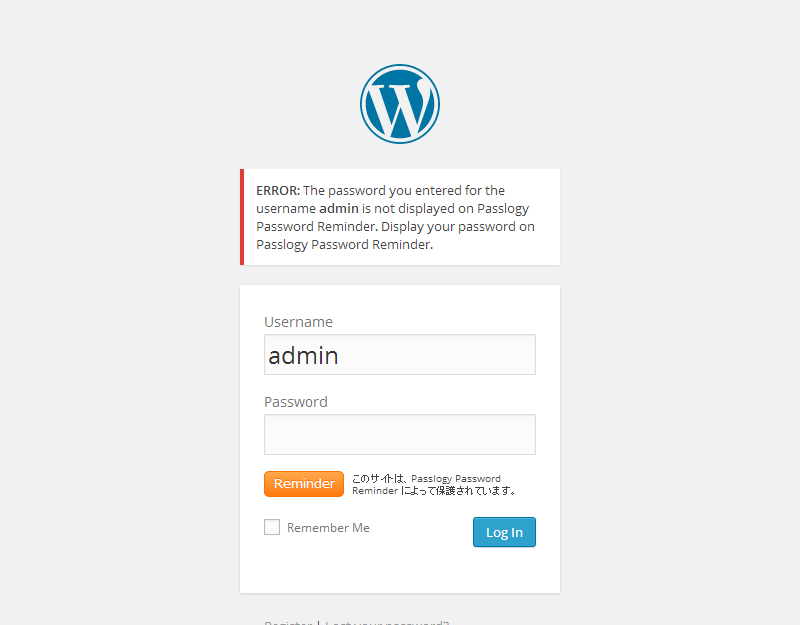 ERROR: The password you entered for the
username admin is not displayed on Passlogy
Password Reminder. Display your password on
Passlogy Password Reminder.
Username
admin
Password
Reminder
このサイトは、Passlogy Password
Reminder によって保護されています。
Remember Me
Log In
Register | Lost your password?